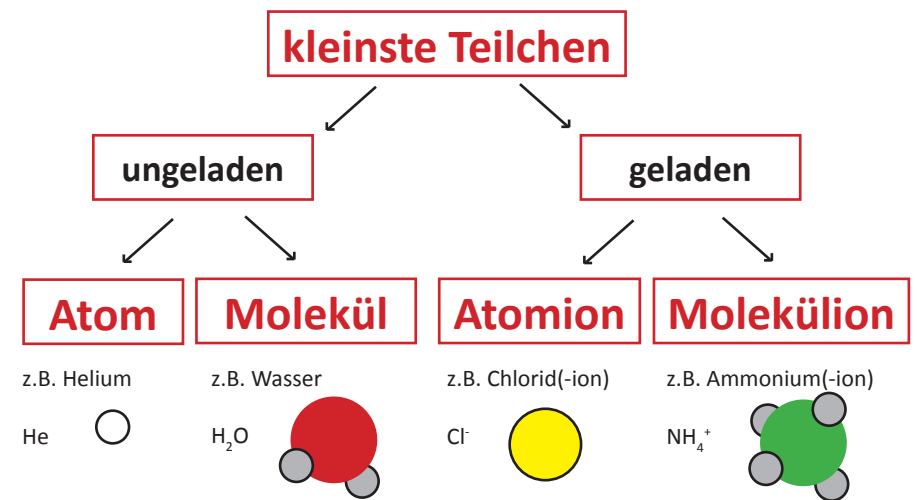 kleinste Teilchen
ungeladen
geladen
Atom
Molekül
Atomion
Molekülion
z.B. Helium
z.B. Wasser
z.B. Chlorid(-ion)
z.B. Ammonium(-ion)
He
H₂O
Cl⁻
NH₄⁺